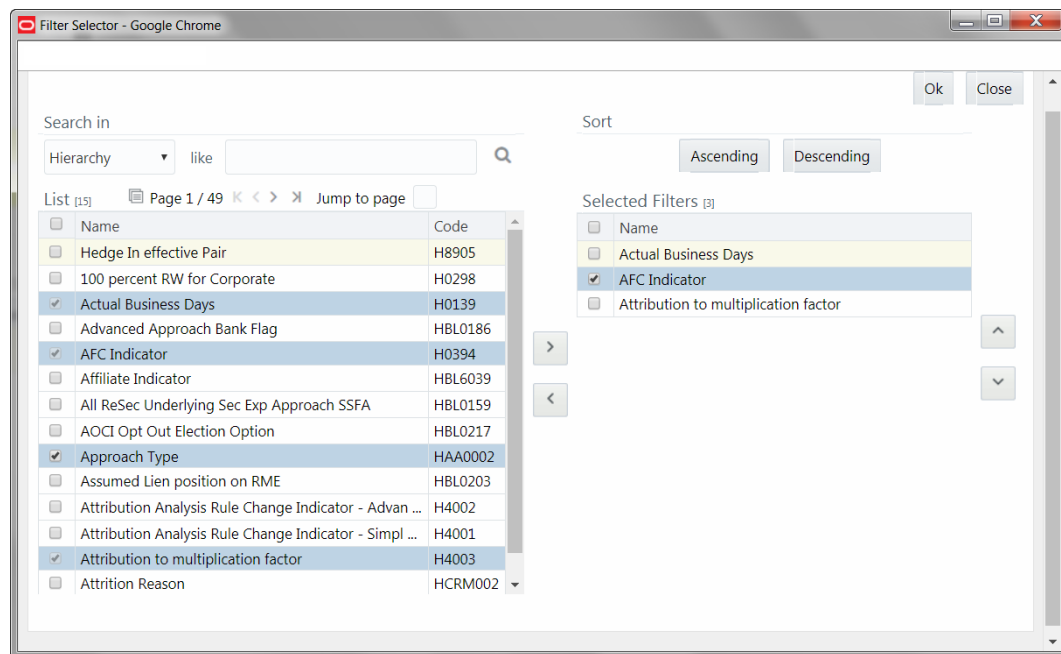 Filter Selector - Google Chrome
Ok Close
Search in
Hierarchy like
List [15] Page 1 / 49 Jump to page
Name Code
Hedge In effective Pair H8905
100 percent RW for Corporate H0298
Actual Business Days H0139
Advanced Approach Bank Flag HBL0186
AFC Indicator H0394
Affiliate Indicator HBL6039
All ReSec Underlying Sec Exp Approach SSFA HBL0159
AOCI Opt Out Election Option HBL0217
Approach Type HAA0002
Assumed Lien position on RME HBL0203
Attribution Analysis Rule Change Indicator - Advan ... H4002
Attribution Analysis Rule Change Indicator - Simpl ... H4001
Attribution to multiplication factor H4003
Attrition Reason HCRM002
Sort
Ascending Descending
Selected Filters [3]
Name
Actual Business Days
AFC Indicator
Attribution to multiplication factor